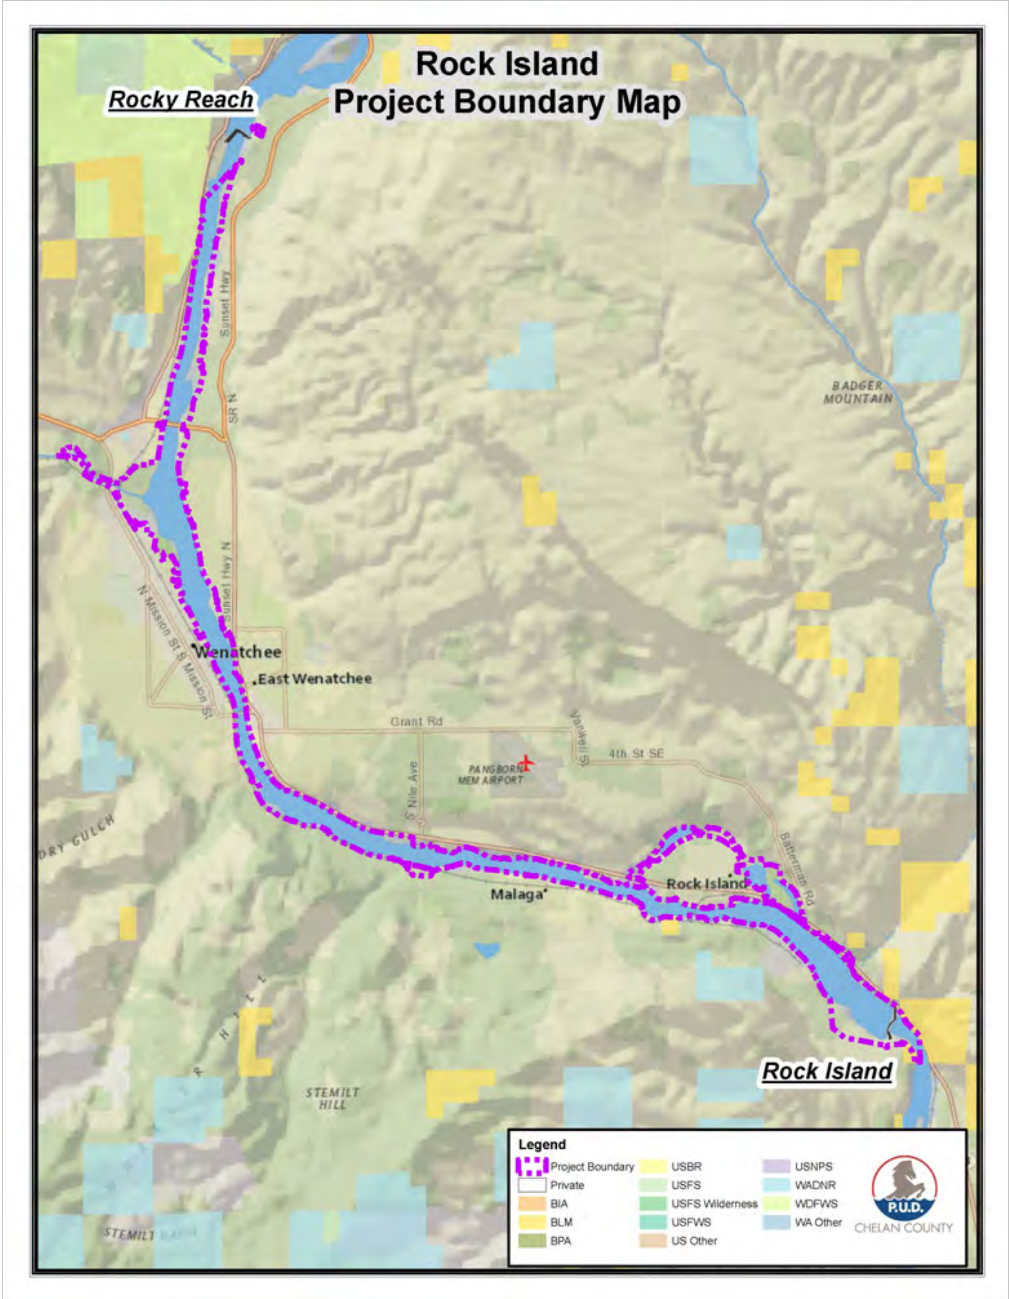 Rock Island
Project Boundary Map
Rocky Reach
Sunset Hwy
SR N
BADGER
MOUNTAIN
Sunset Hwy N
N Mission St
S Mission St
Wenatchee
East Wenatchee
Grant Rd
Vanwell St
4th St SE
PANGBORN
MEM AIRPORT
S Nile Ave
DRY GULCH
Batterman Rd
Rock Island
Malaga
Rock Island
STEMILT
HILL
STEMILT
Legend
Project Boundary
Private
BIA
BLM
BPA
USBR
USFS
USFS Wilderness
USFWS
US Other
USNPS
WADNR
WDFWS
WA Other
P.U.D.
CHELAN COUNTY